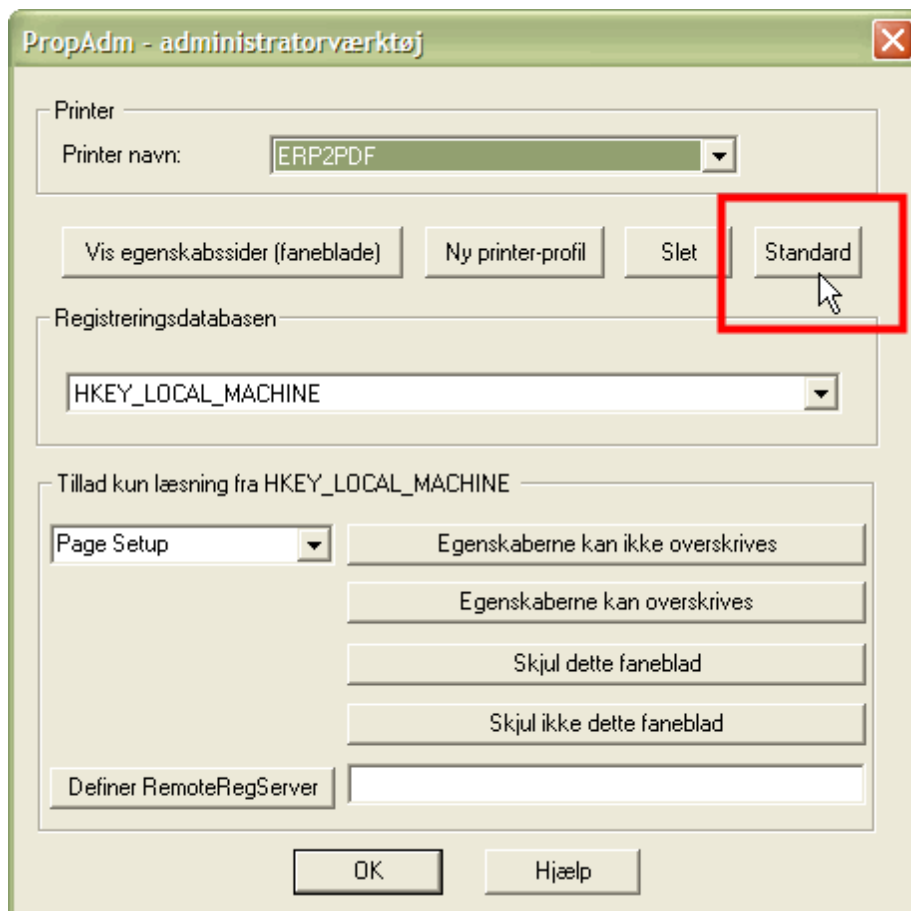 PropAdm - administratorværktøj
Printer
Printer navn:
ERP2PDF
Vis egenskabssider (faneblade)
Ny printer-profil
Slet
Standard
Registreringsdatabasen
HKEY_LOCAL_MACHINE
Tillad kun læsning fra HKEY_LOCAL_MACHINE
Page Setup
Egenskaberne kan ikke overskrives
Egenskaberne kan overskrives
Skjul dette faneblad
Skjul ikke dette faneblad
Definer RemoteRegServer
OK
Hjælp